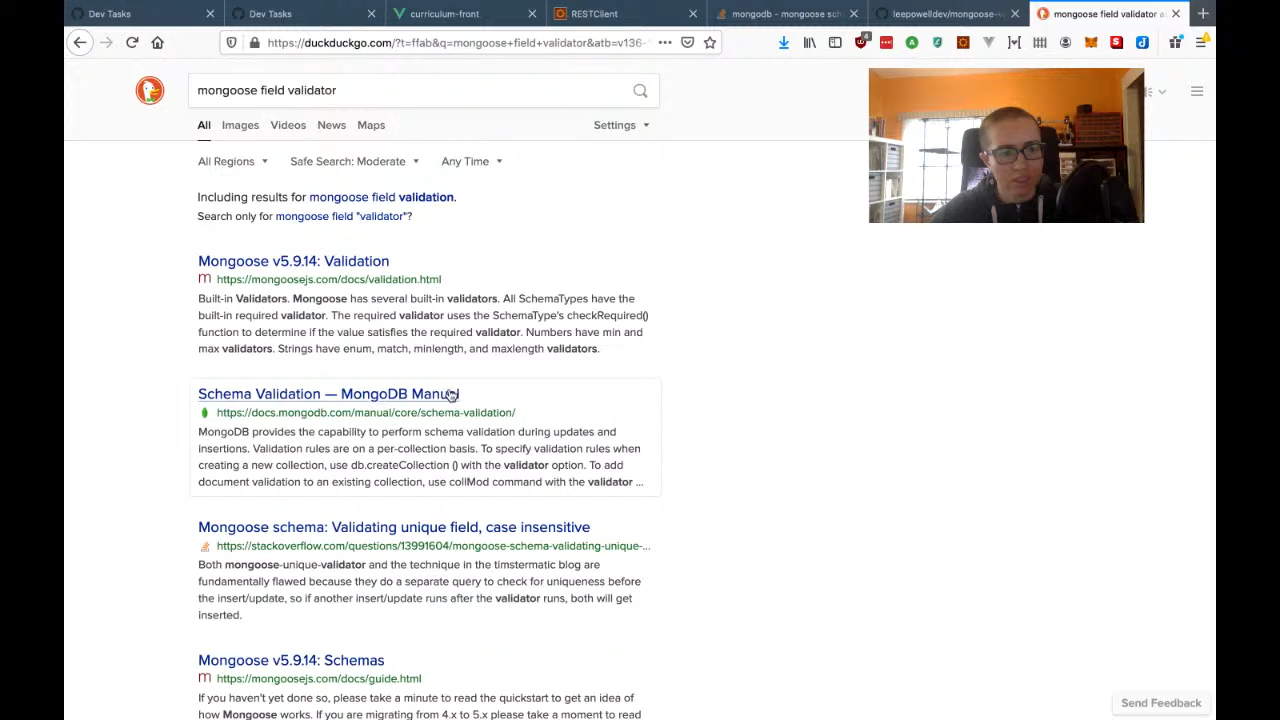 Dev Tasks
Dev Tasks
curriculum-front
RESTClient
mongodb - mongoose sch
leepowelldev/mongoose-
mongoose field validator a
https://duckduckgo.com/?t=ffab&q=mongoose+field+validator&atb=v136-
4
mongoose field validator
All Images Videos News Maps Settings
All Regions Safe Search: Moderate Any Time
Including results for mongoose field validation.
Search only for mongoose field "validator"?
Mongoose v5.9.14: Validation
m https://mongoosejs.com/docs/validation.html
Built-in Validators. Mongoose has several built-in validators. All SchemaTypes have the
built-in required validator. The required validator uses the SchemaType's checkRequired()
function to determine if the value satisfies the required validator. Numbers have min and
max validators. Strings have enum, match, minlength, and maxlength validators.
Schema Validation — MongoDB Manual
https://docs.mongodb.com/manual/core/schema-validation/
MongoDB provides the capability to perform schema validation during updates and
insertions. Validation rules are on a per-collection basis. To specify validation rules when
creating a new collection, use db.createCollection () with the validator option. To add
document validation to an existing collection, use collMod command with the validator ...
Mongoose schema: Validating unique field, case insensitive
https://stackoverflow.com/questions/13991604/mongoose-schema-validating-unique-...
Both mongoose-unique-validator and the technique in the timstermatic blog are
fundamentally flawed because they do a separate query to check for uniqueness before
the insert/update, so if another insert/update runs after the validator runs, both will get
inserted.
Mongoose v5.9.14: Schemas
m https://mongoosejs.com/docs/guide.html
If you haven't yet done so, please take a minute to read the quickstart to get an idea of
how Mongoose works. If you are migrating from 4.x to 5.x please take a moment to read
Send Feedback